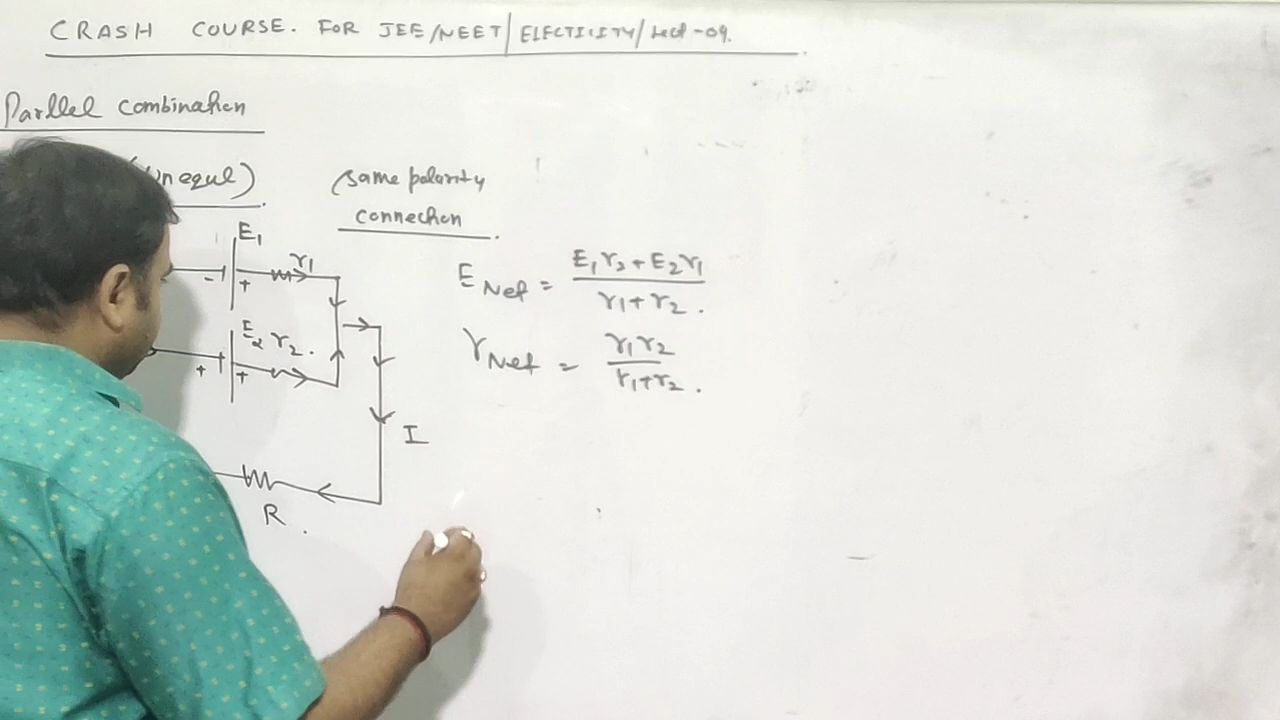 CRASH COURSE. FOR JEE/NEET/ELECTICITY/Lect-09.
Parllel Combination
(unequl)
(same polarity
connection
E1
r1
- +
E2 r2.
+ +
I
R.
E Net = E1r2 + E2r1 / r1 + r2.
r Net = r1r2 / r1+r2.